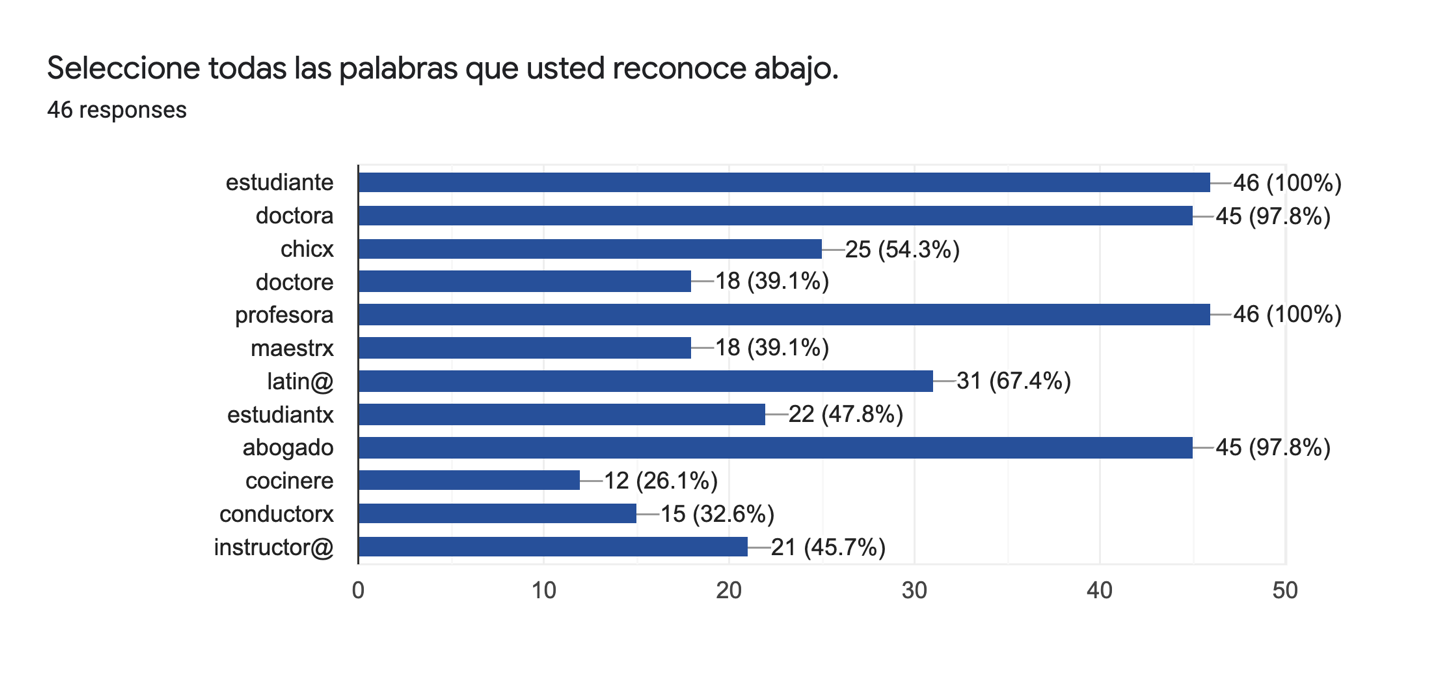 Seleccione todas las palabras que usted reconoce abajo.
46 responses
estudiante 46 (100%)
doctora 45 (97.8%)
chicx 25 (54.3%)
doctore 18 (39.1%)
profesora 46 (100%)
maestrx 18 (39.1%)
latin@ 31 (67.4%)
estudiantx 22 (47.8%)
abogado 45 (97.8%)
cocinere 12 (26.1%)
conductorx 15 (32.6%)
instructor@ 21 (45.7%)
0 10 20 30 40 50